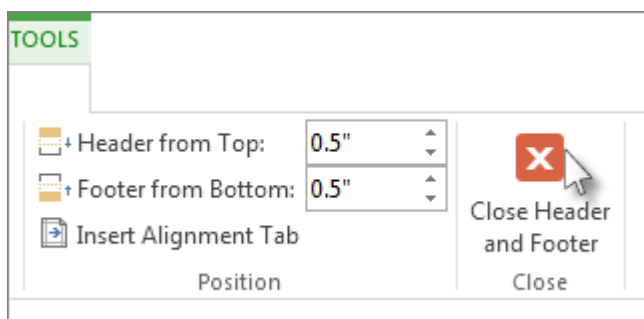 TOOLS
Header from Top: 0.5"
Footer from Bottom: 0.5"
Insert Alignment Tab
Position
Close Header
and Footer
Close